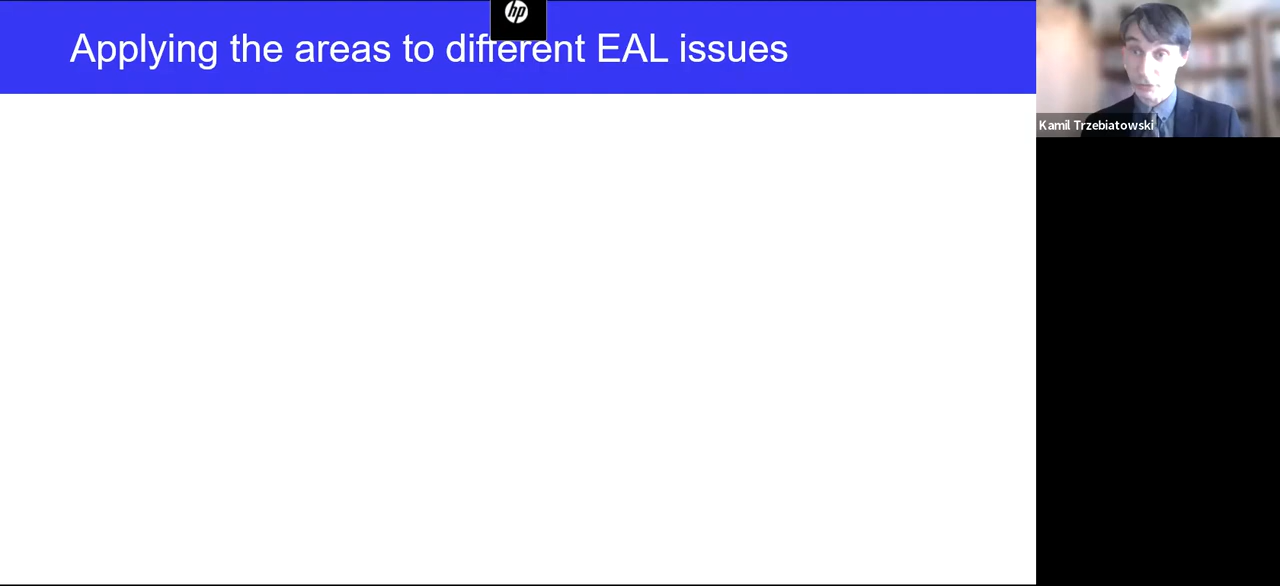 hp
Applying the areas to different EAL issues
Kamil Trzebiatowski